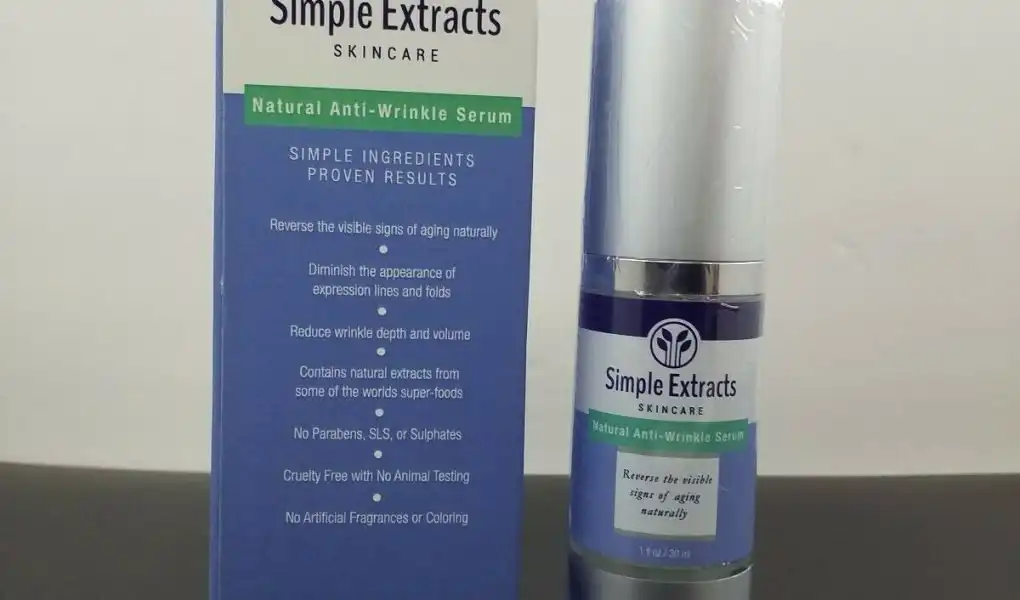 Simple Extracts
SKINCARE
Natural Anti-Wrinkle Serum
SIMPLE INGREDIENTS
PROVEN RESULTS
Reverse the visible signs of aging naturally
Diminish the appearance of
expression lines and folds
Reduce wrinkle depth and volume
Contains natural extracts from
some of the worlds super-foods
No Parabens, SLS, or Sulphates
Cruelty Free with No Animal Testing
No Artificial Fragrances or Coloring
Simple Extracts
SKINCARE
Natural Anti-Wrinkle Serum
Reverse the visible
signs of aging
naturally
1 fl oz / 30 ml